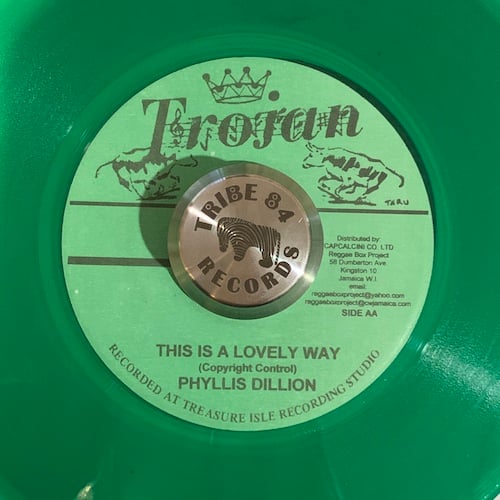 Trojan
THRU
TRIBE 84
RECORDS
Distributed by
CAPCALCINI CO. LTD
Reggae Box Project
58 Dumbarton Ave
Kingston 10
Jamaica W.I.
email:
reggaeboxproject@yahoo.com
reggaeboxproject@cwjamaica.com
SIDE AA
THIS IS A LOVELY WAY
(Copyright Control)
PHYLLIS DILLION
RECORDED AT TREASURE ISLE RECORDING STUDIO